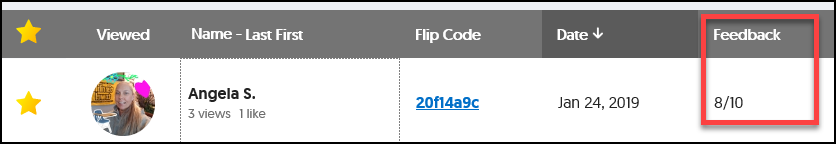 Viewed Name - Last First Flip Code Date ↓ Feedback
Angela S. 20f14a9c Jan 24, 2019 8/10
3 views 1 like